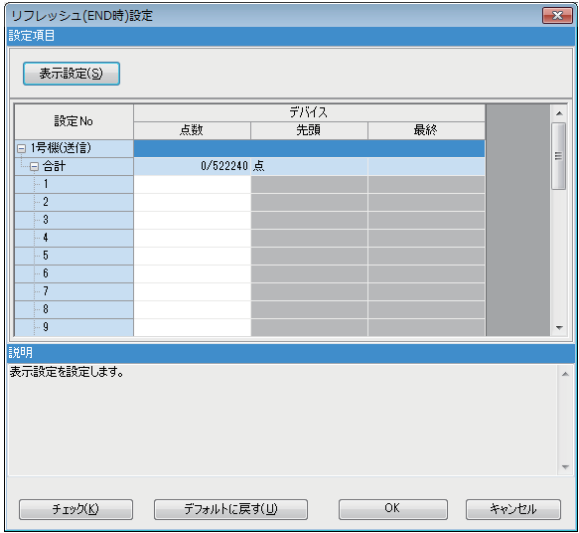 リフレッシュ(END時)設定
設定項目
表示設定(S)
設定No
デバイス
点数 先頭 最終
1号機(送信)
合計 0/522240 点
1
2
3
4
5
6
7
8
9
説明
表示設定を設定します。
チェック(K) デフォルトに戻す(U) OK キャンセル